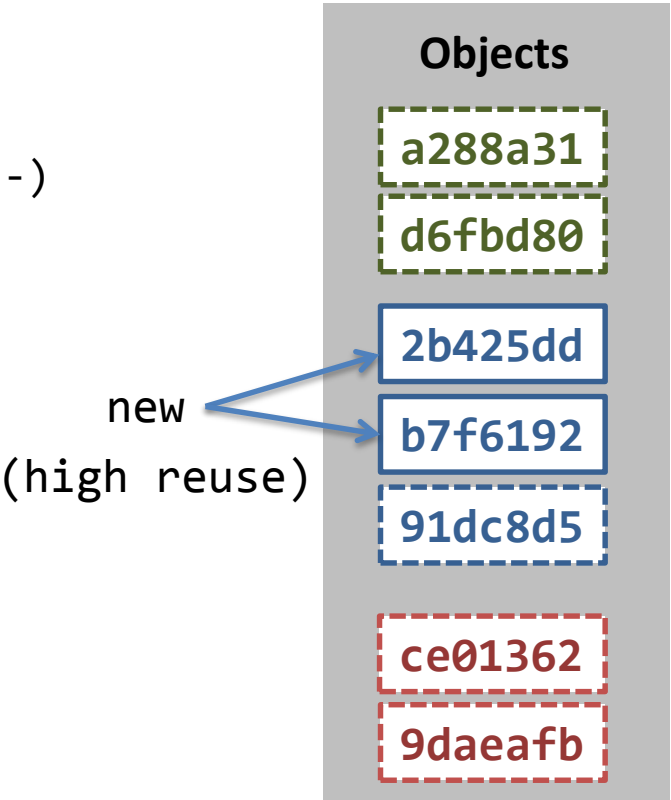 Objects
a288a31
-)
d6fbd80
2b425dd
new
b7f6192
(high reuse)
91dc8d5
ce01362
9daeafb